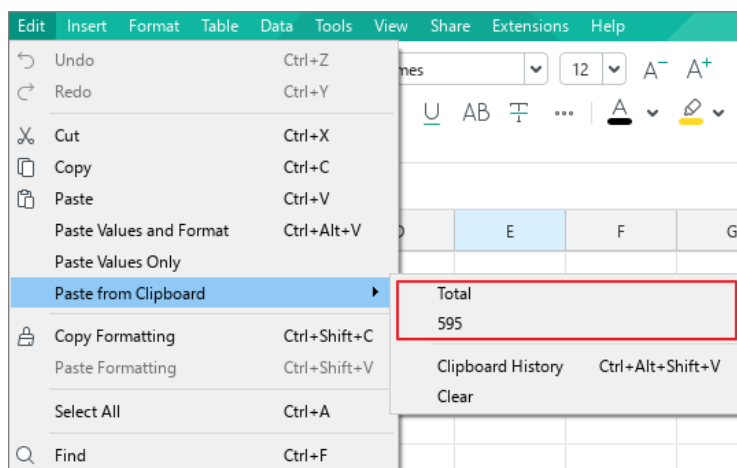 Edit Insert Format Table Data Tools View Share Extensions Help
Undo Ctrl+Z
mes 12 A− A+
Redo Ctrl+Y
U AB T ••• A
Cut Ctrl+X
Copy Ctrl+C
Paste Ctrl+V
Paste Values and Format Ctrl+Alt+V
E F G
Paste Values Only
Paste from Clipboard
Total
595
Copy Formatting Ctrl+Shift+C
Paste Formatting Ctrl+Shift+V
Clipboard History Ctrl+Alt+Shift+V
Clear
Select All Ctrl+A
Find Ctrl+F